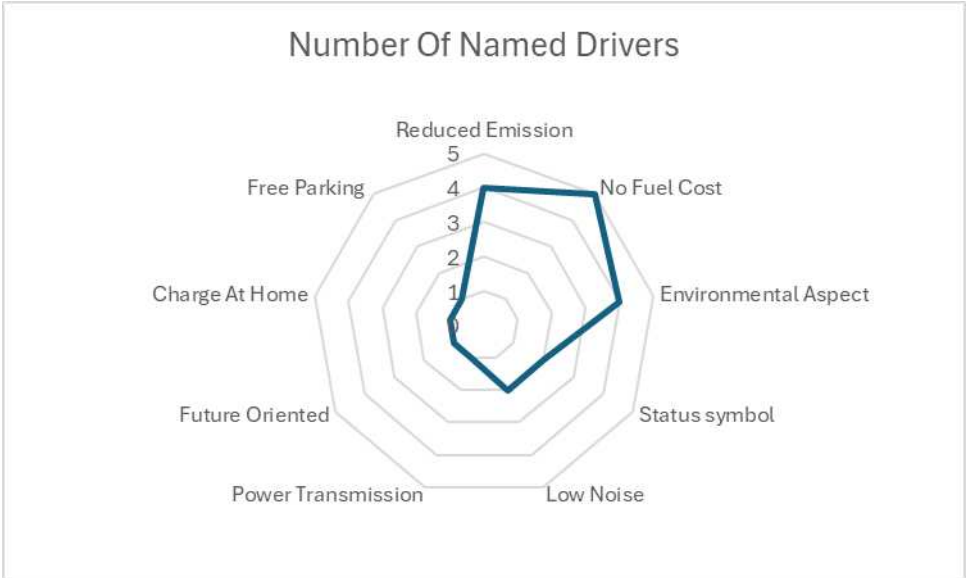 Number Of Named Drivers
Reduced Emission
5
Free Parking
4
No Fuel Cost
3
2
Charge At Home
1
Environmental Aspect
0
Future Oriented
Status symbol
Power Transmission
Low Noise